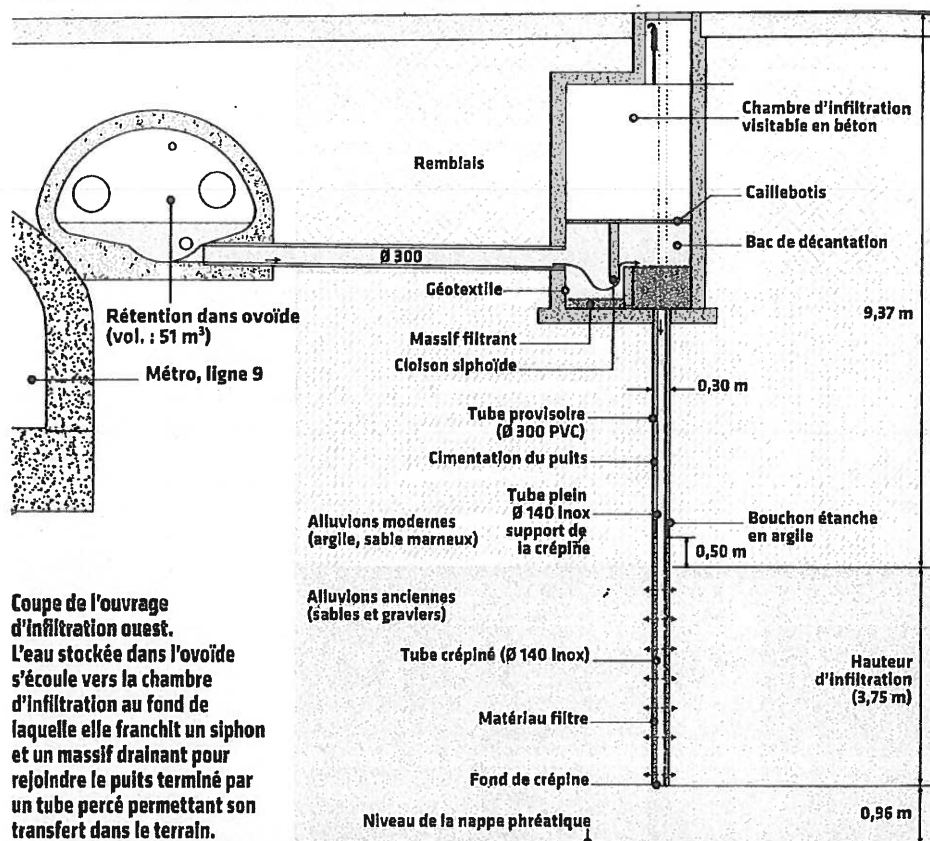 Chambre d'infiltration
visitable en béton
Remblais
Caillebotis
Bac de décantation
Ø 300
Géotextile
Rétention dans ovoïde
(vol. : 51 m³)
9,37 m
Massif filtrant
Cloison siphoïde
Métro, ligne 9
0,30 m
Tube provisoire
(Ø 300 PVC)
Cimentation du puits
Tube plein
Ø 140 Inox
support de
la crépine
Alluvions modernes
(argile, sable marneux)
Bouchon étanche
en argile
0,50 m
Alluvions anciennes
(sables et graviers)
Coupe de l'ouvrage
d'infiltration ouest.
L'eau stockée dans l'ovoïde
s'écoule vers la chambre
d'infiltration au fond de
laquelle elle franchit un siphon
et un massif drainant pour
rejoindre le puits terminé par
un tube percé permettant son
transfert dans le terrain.
Tube crépiné (Ø 140 Inox)
Hauteur
d'infiltration
(3,75 m)
Matériau filtre
Fond de crépine
0,96 m
Niveau de la nappe phréatique